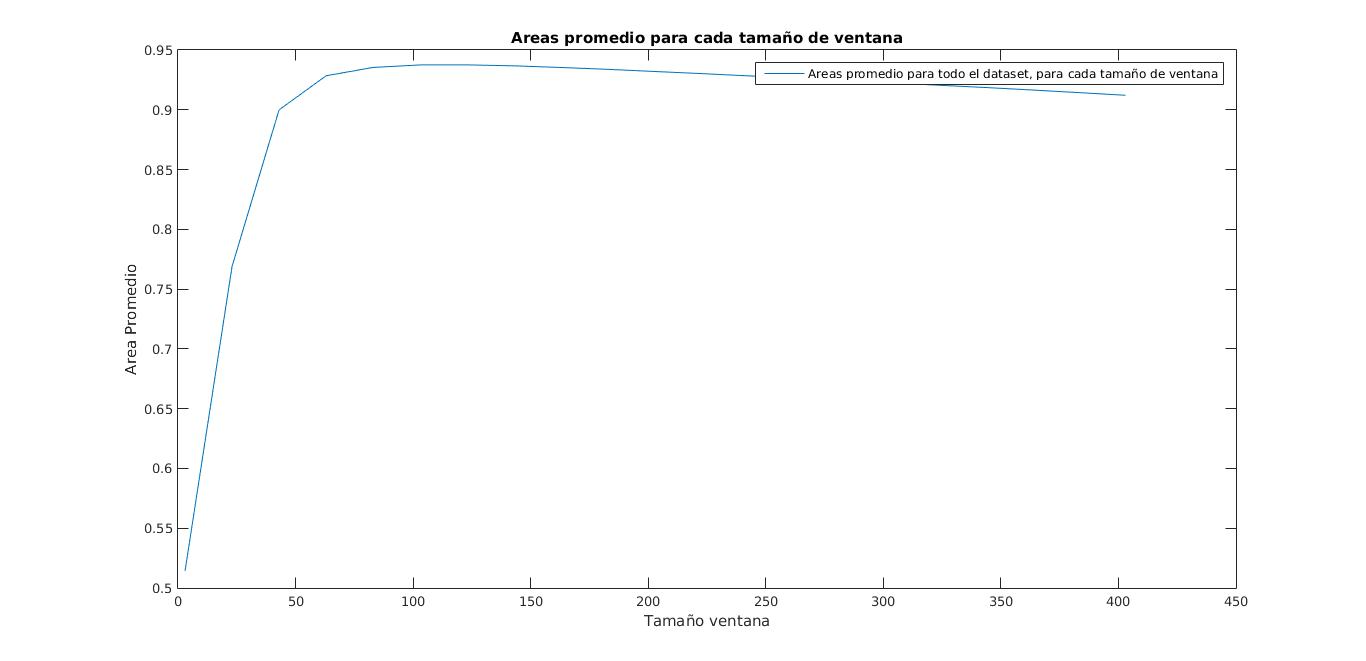 Areas promedio para cada tamaño de ventana
Areas promedio para todo el dataset, para cada tamaño de ventana
0.95
0.9
0.85
0.8
0.75
0.7
0.65
0.6
0.55
0.5
Area Promedio
0 50 100 150 200 250 300 350 400 450
Tamaño ventana